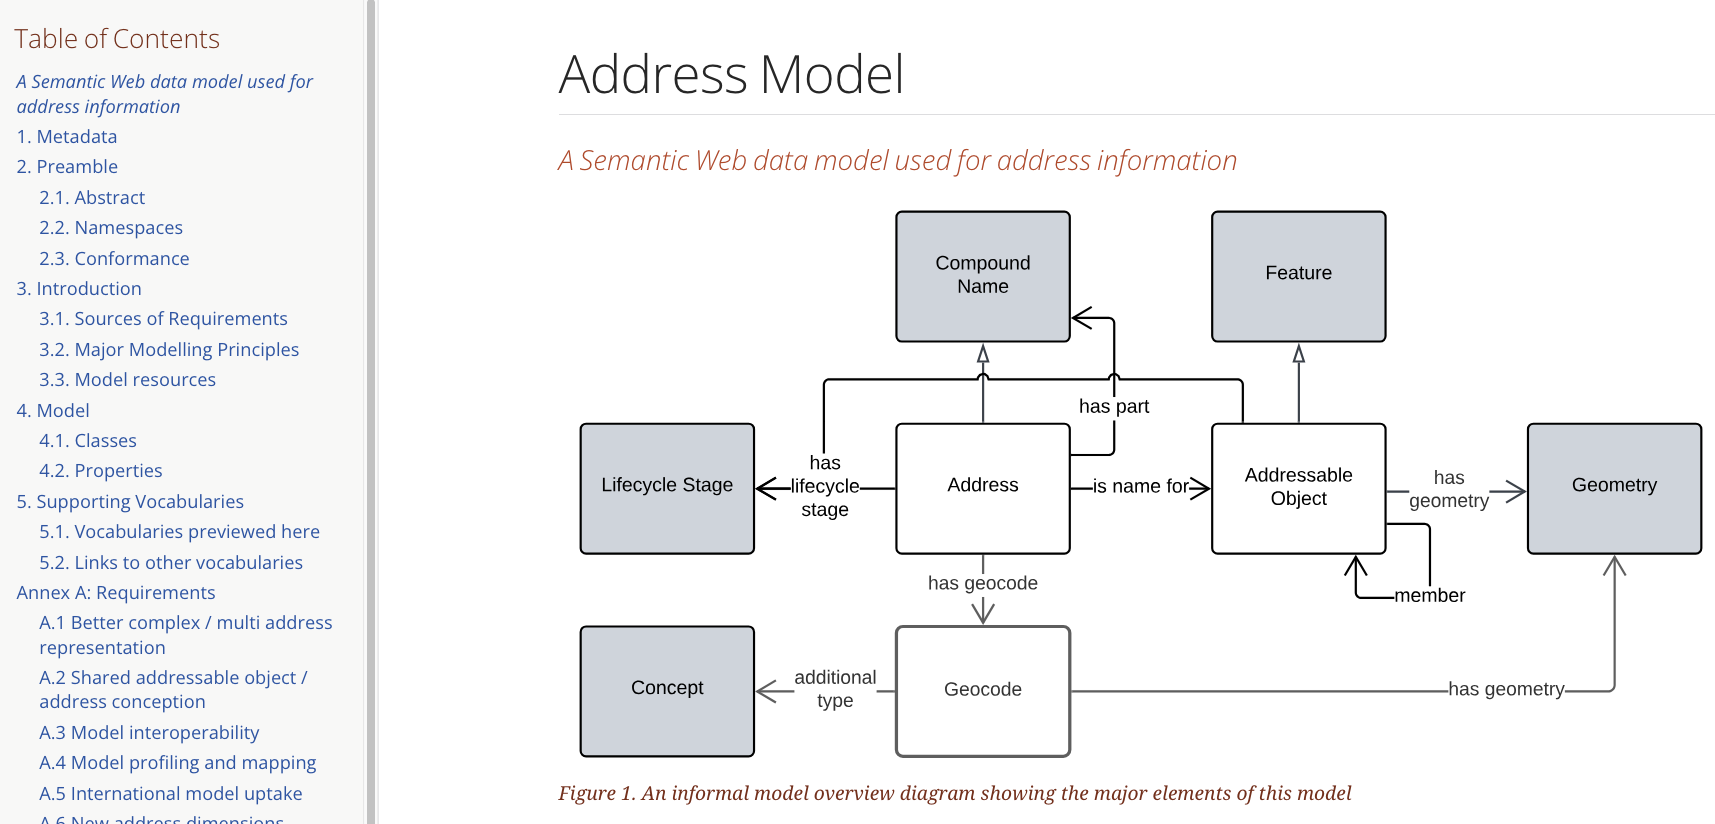 Table of Contents
A Semantic Web data model used for
address information
1. Metadata
2. Preamble
2.1. Abstract
2.2. Namespaces
2.3. Conformance
3. Introduction
3.1. Sources of Requirements
3.2. Major Modelling Principles
3.3. Model resources
4. Model
4.1. Classes
4.2. Properties
5. Supporting Vocabularies
5.1. Vocabularies previewed here
5.2. Links to other vocabularies
Annex A: Requirements
A.1 Better complex / multi address
representation
A.2 Shared addressable object /
address conception
A.3 Model interoperability
A.4 Model profiling and mapping
A.5 International model uptake
A.6 New address dimensions
Address Model
A Semantic Web data model used for address information
Compound
Name
Feature
has part
Lifecycle Stage
has
lifecycle
stage
Address
is name for
Addressable
Object
has
geometry
Geometry
has geocode
member
Concept
additional
type
Geocode
has geometry
Figure 1. An informal model overview diagram showing the major elements of this model